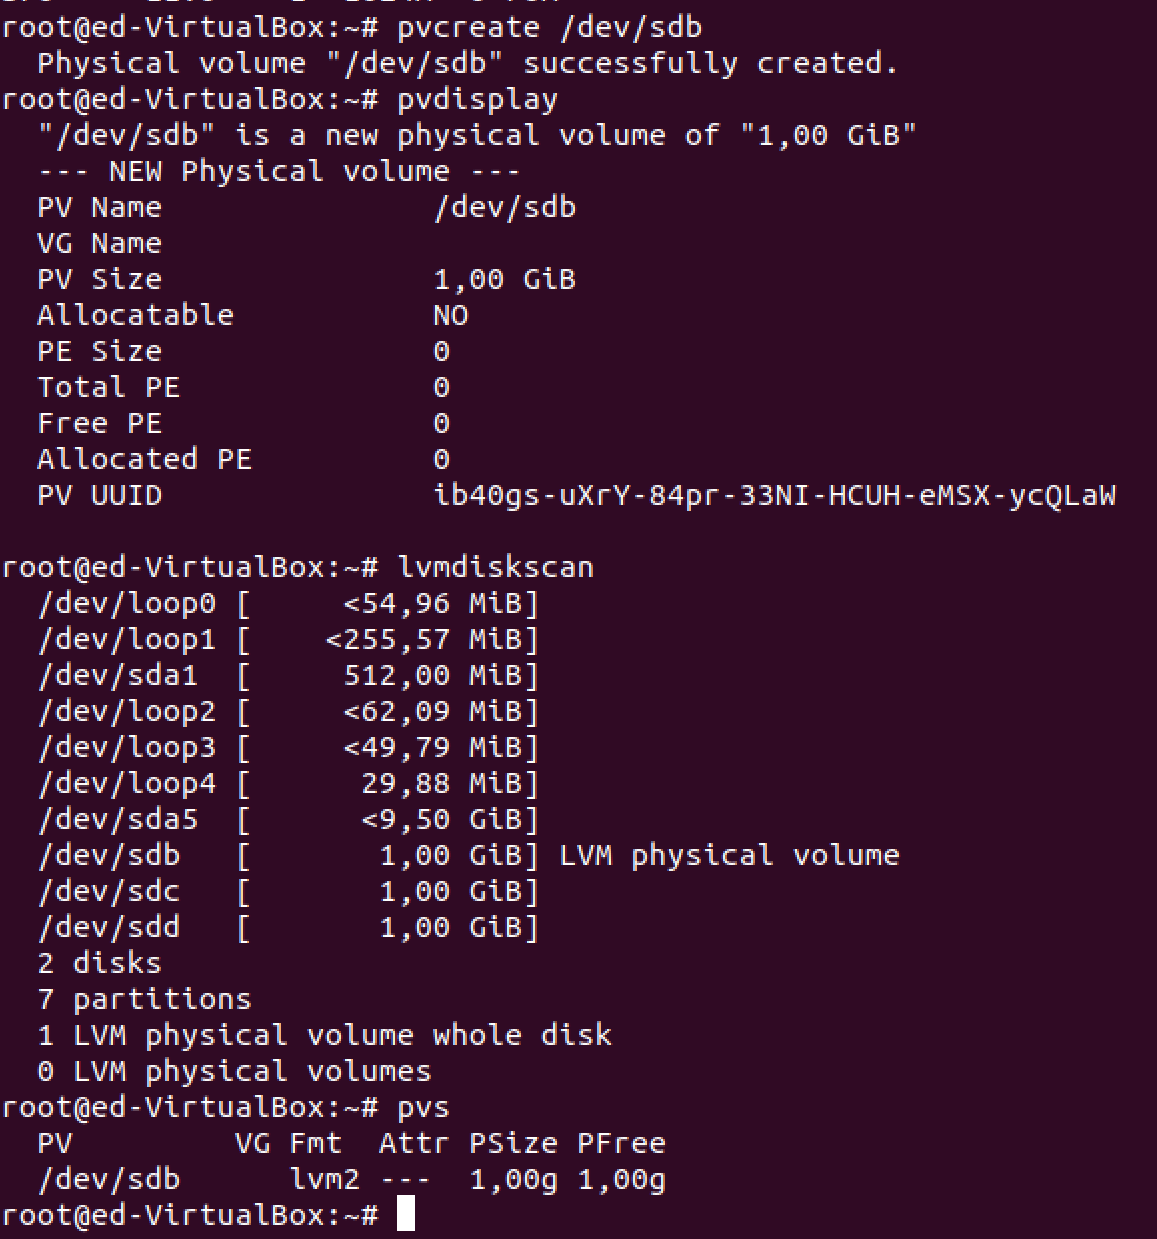 root@ed-VirtualBox:~# pvcreate /dev/sdb
  Physical volume "/dev/sdb" successfully created.
root@ed-VirtualBox:~# pvdisplay
  "/dev/sdb" is a new physical volume of "1,00 GiB"
  --- NEW Physical volume ---
  PV Name               /dev/sdb
  VG Name
  PV Size               1,00 GiB
  Allocatable           NO
  PE Size               0
  Total PE              0
  Free PE               0
  Allocated PE          0
  PV UUID               ib40gs-uXrY-84pr-33NI-HCUH-eMSX-ycQLaW

root@ed-VirtualBox:~# lvmdiskscan
  /dev/loop0 [     <54,96 MiB]
  /dev/loop1 [    <255,57 MiB]
  /dev/sda1  [     512,00 MiB]
  /dev/loop2 [     <62,09 MiB]
  /dev/loop3 [     <49,79 MiB]
  /dev/loop4 [      29,88 MiB]
  /dev/sda5  [      <9,50 GiB]
  /dev/sdb   [       1,00 GiB] LVM physical volume
  /dev/sdc   [       1,00 GiB]
  /dev/sdd   [       1,00 GiB]
  2 disks
  7 partitions
  1 LVM physical volume whole disk
  0 LVM physical volumes
root@ed-VirtualBox:~# pvs
  PV         VG Fmt  Attr PSize PFree
  /dev/sdb      lvm2 ---  1,00g 1,00g
root@ed-VirtualBox:~#